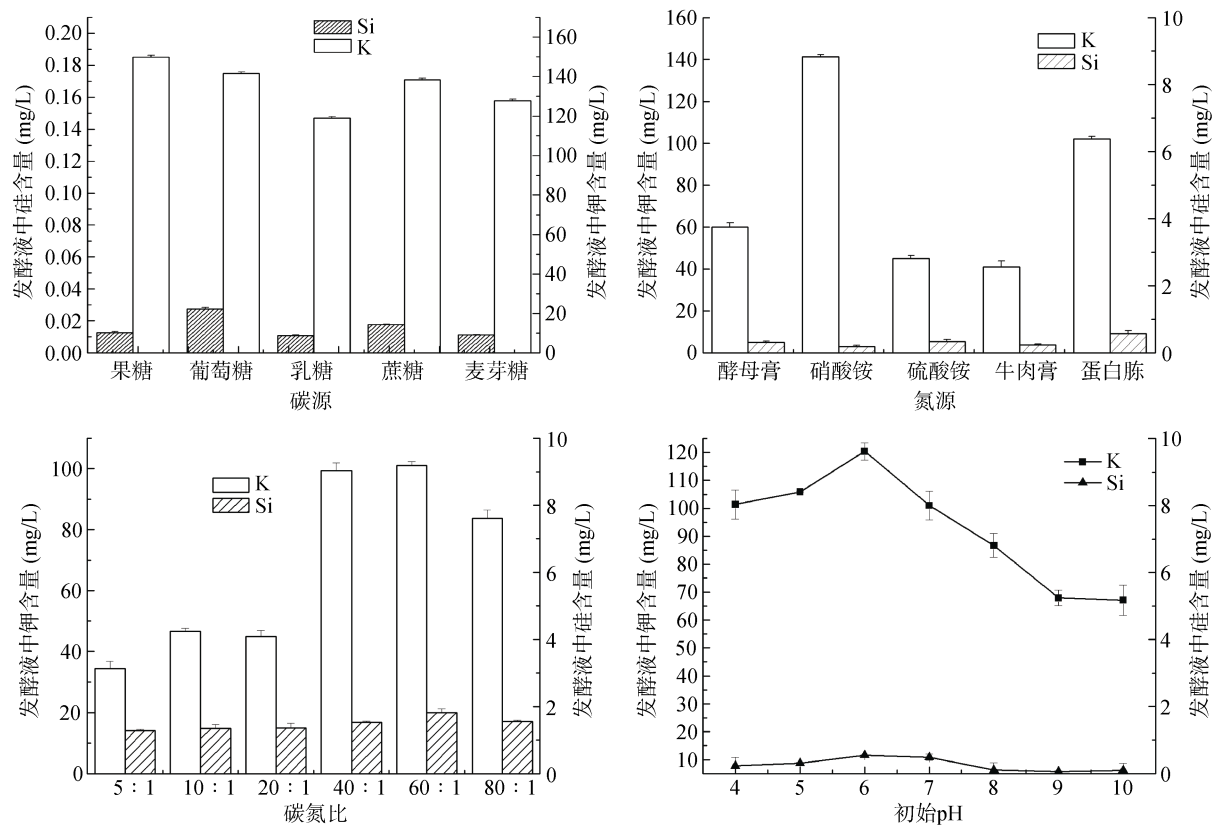 Si
K
0.20
0.18
0.16
0.14
0.12
0.10
0.08
0.06
0.04
0.02
0.00
发酵液中硅含量 (mg/L)
160
140
120
100
80
60
40
20
0
发酵液中钾含量 (mg/L)
果糖 葡萄糖 乳糖 蔗糖 麦芽糖
碳源
K
Si
160
140
120
100
80
60
40
20
0
发酵液中钾含量 (mg/L)
10
8
6
4
2
0
发酵液中硅含量 (mg/L)
酵母膏 硝酸铵 硫酸铵 牛肉膏 蛋白胨
氮源
K
Si
100
80
60
40
20
0
发酵液中钾含量 (mg/L)
10
8
6
4
2
0
发酵液中硅含量 (mg/L)
5∶1 10∶1 20∶1 40∶1 60∶1 80∶1
碳氮比
K
Si
120
110
100
90
80
70
60
50
40
30
20
10
发酵液中钾含量 (mg/L)
10
8
6
4
2
0
发酵液中硅含量 (mg/L)
4 5 6 7 8 9 10
初始pH